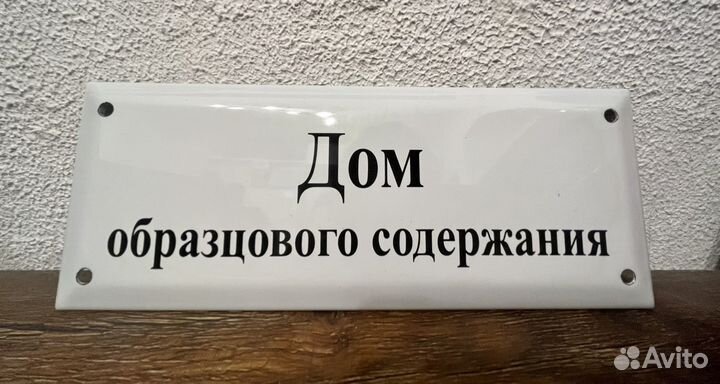 Дом
образцового содержания
Avito